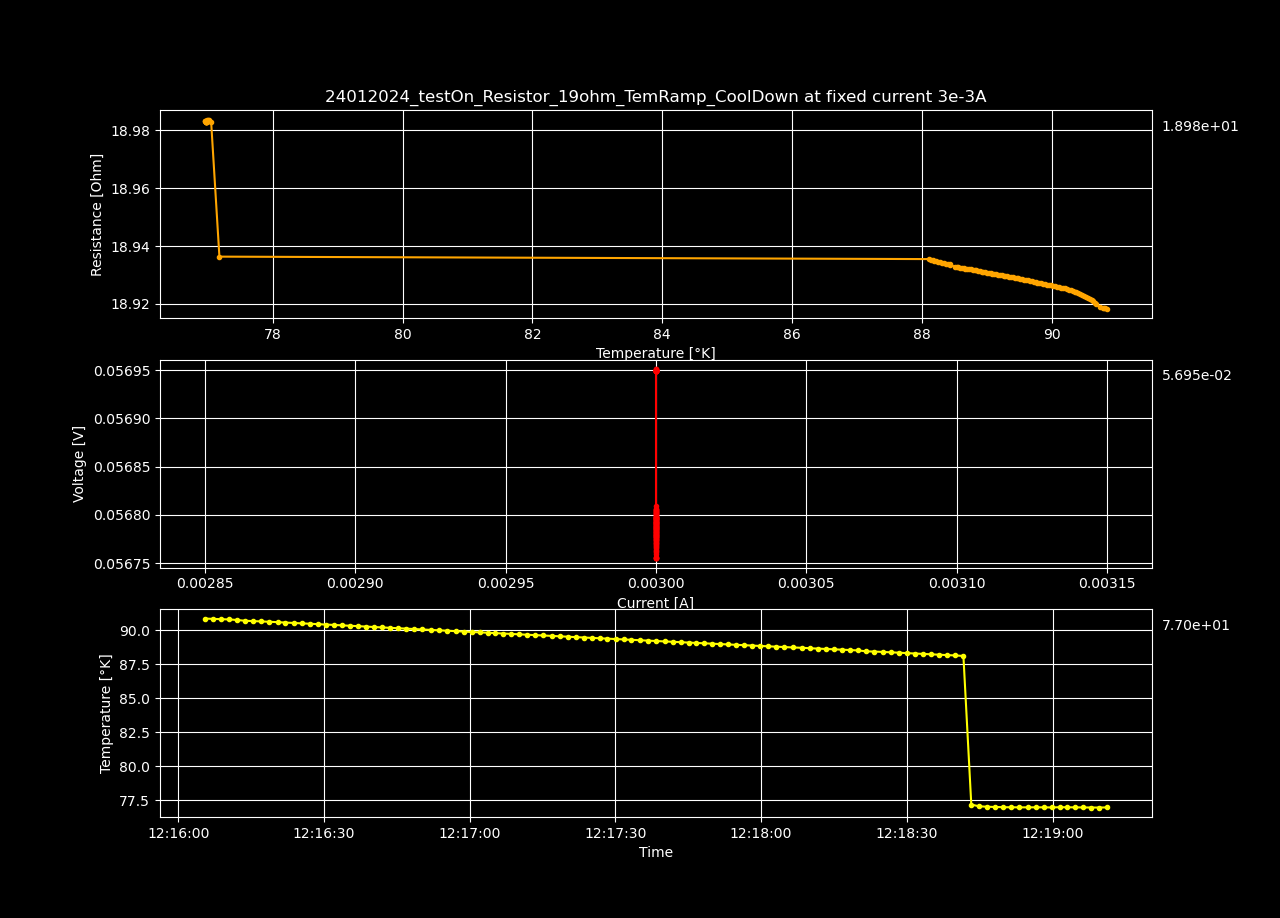 24012024_testOn_Resistor_19ohm_TemRamp_CoolDown at fixed current 3e-3A
1.898e+01
Resistance [Ohm]
18.98
18.96
18.94
18.92
78 80 82 84 86 88 90
Temperature [°K]
5.695e-02
Voltage [V]
0.05695
0.05690
0.05685
0.05680
0.05675
0.00285 0.00290 0.00295 0.00300 0.00305 0.00310 0.00315
Current [A]
7.70e+01
Temperature [°K]
90.0
87.5
85.0
82.5
80.0
77.5
12:16:00 12:16:30 12:17:00 12:17:30 12:18:00 12:18:30 12:19:00
Time